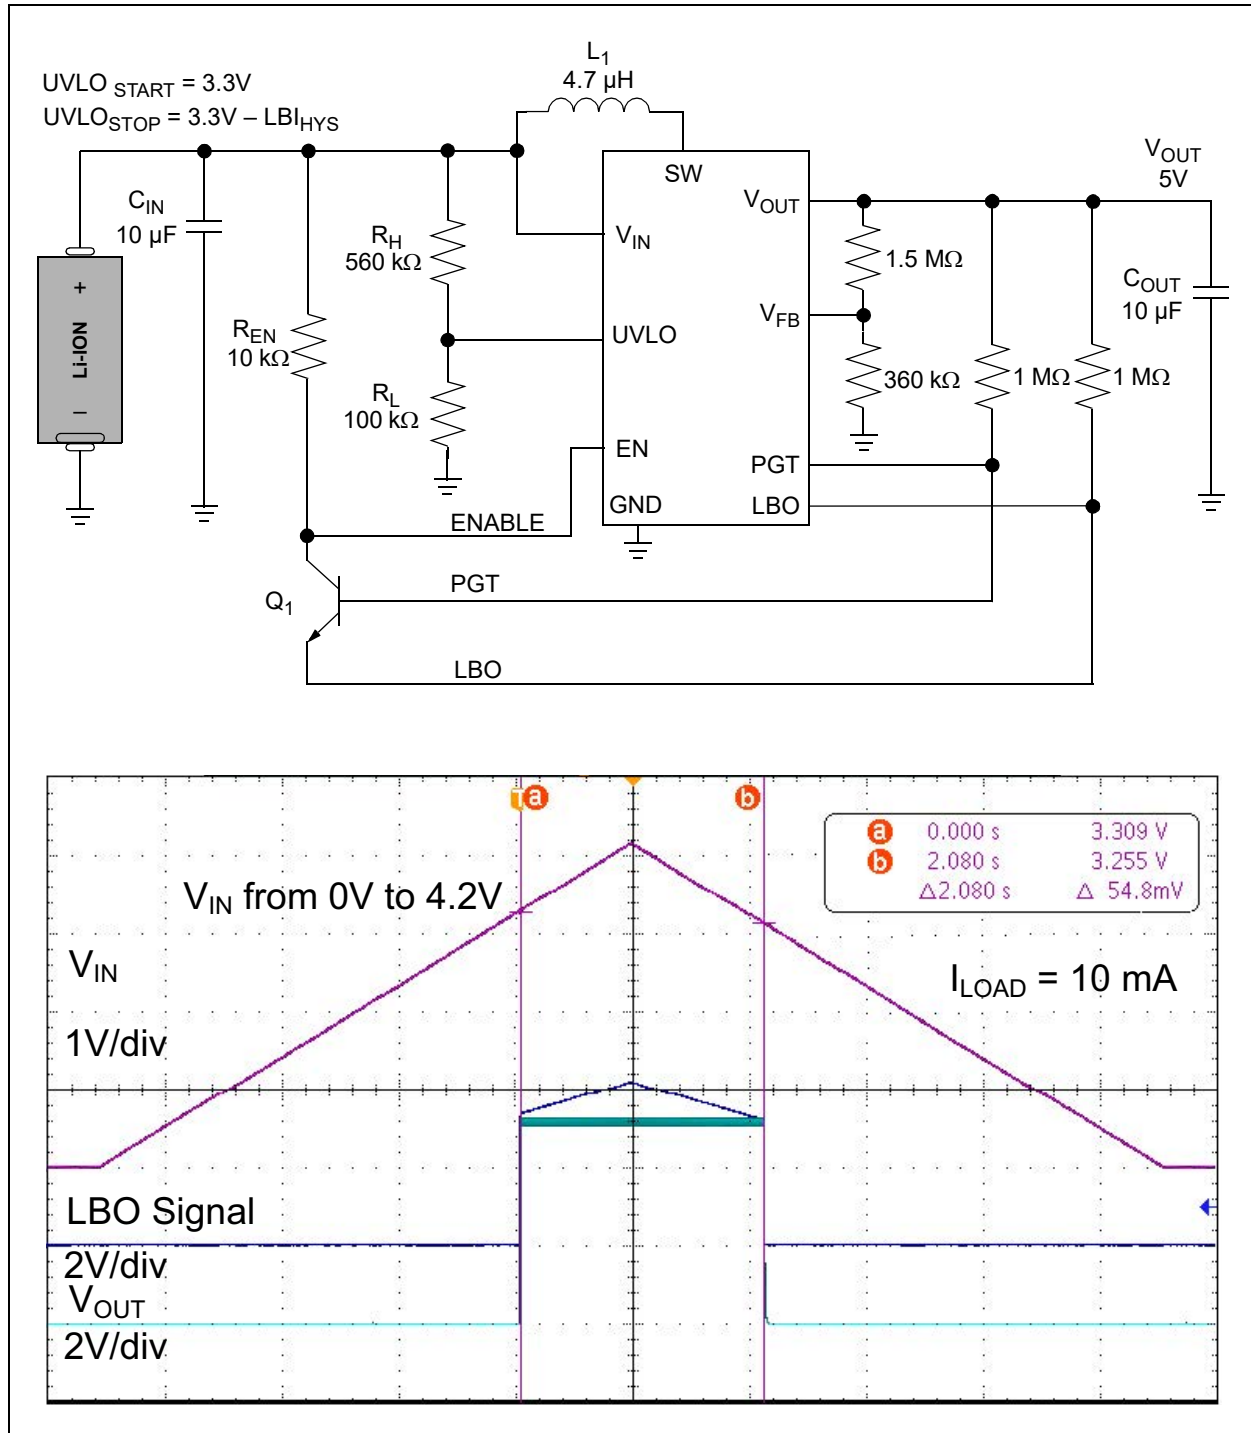 L1
4.7 µH
UVLO START = 3.3V
UVLOSTOP = 3.3V – LBIHYS
CIN
10 µF
+
Li-ION
–
REN
10 kΩ
RH
560 kΩ
RL
100 kΩ
SW
VIN
UVLO
EN
GND
VOUT
VFB
PGT
LBO
VOUT
5V
1.5 MΩ
360 kΩ
1 MΩ
1 MΩ
COUT
10 µF
ENABLE
Q1
PGT
LBO
T a b
a 0.000 s 3.309 V
b 2.080 s 3.255 V
Δ2.080 s Δ 54.8mV
VIN from 0V to 4.2V
VIN
1V/div
ILOAD = 10 mA
LBO Signal
2V/div
VOUT
2V/div